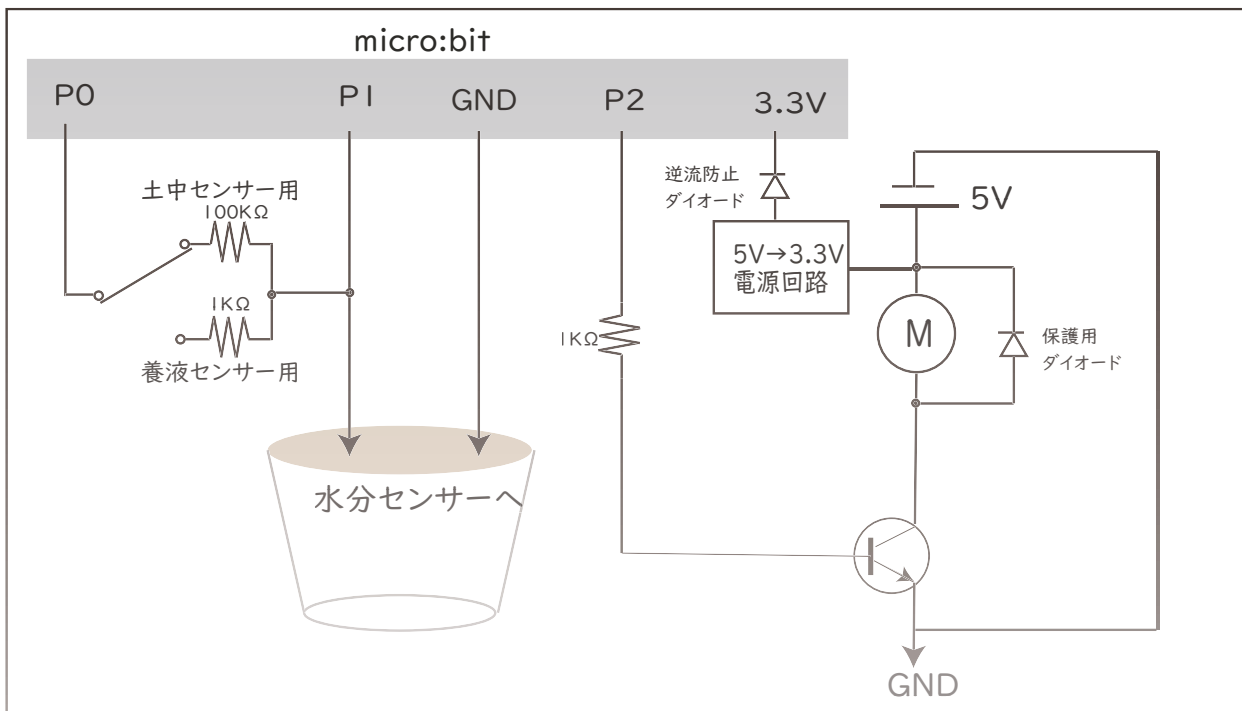 micro:bit
P0
P1
GND
P2
3.3V
土中センサー用
100KΩ
1KΩ
養液センサー用
水分センサーへ
1KΩ
逆流防止
ダイオード
5V→3.3V
電源回路
5V
M
保護用
ダイオード
GND